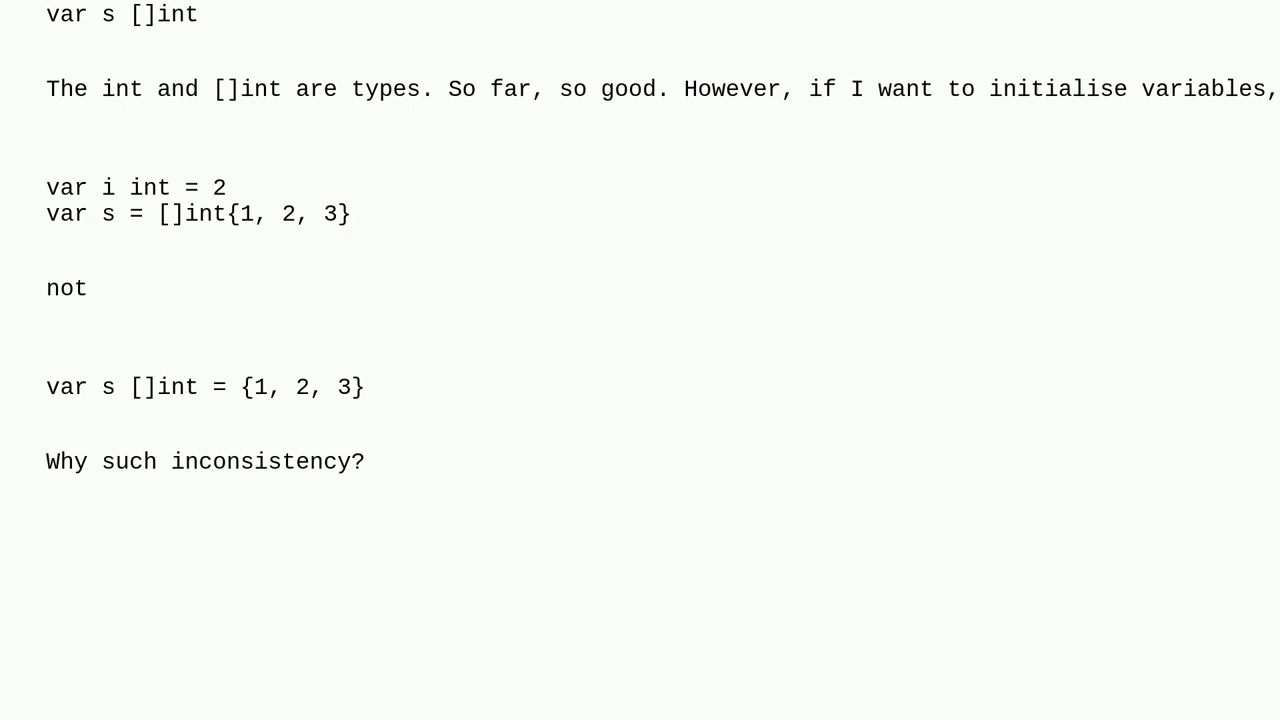 var s []int
The int and []int are types. So far, so good. However, if I want to initialise variables,
var i int = 2
var s = []int{1, 2, 3}
not
var s []int = {1, 2, 3}
Why such inconsistency?